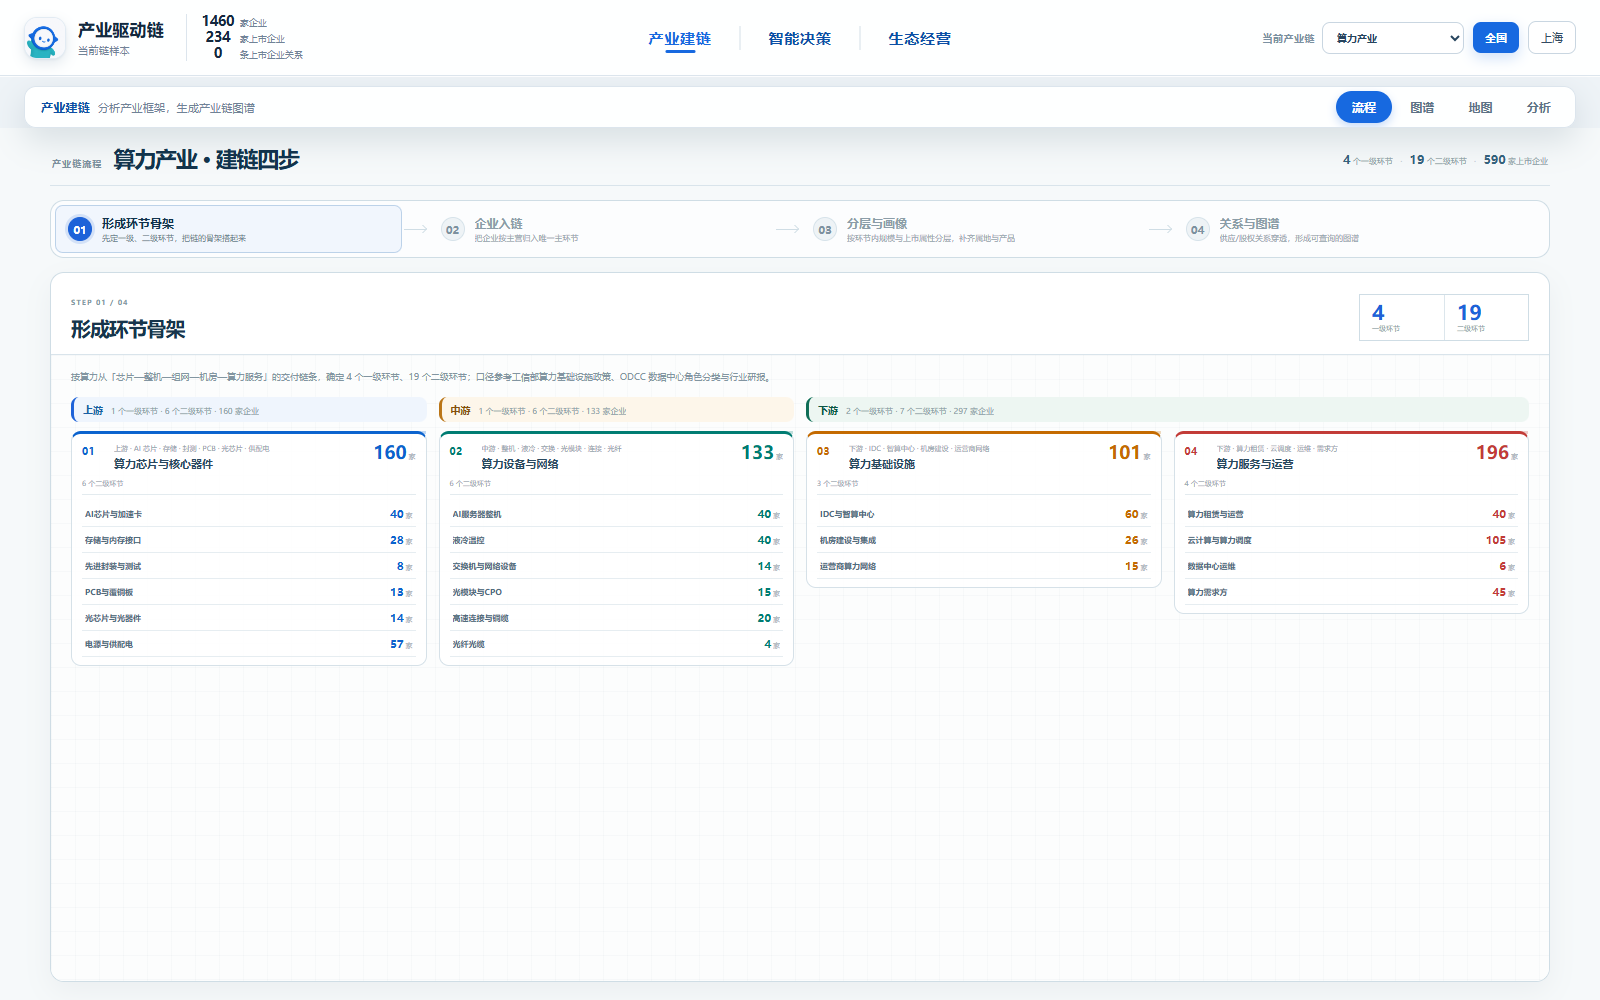 产业驱动链
当前链样本
1460 家企业
234 家上市企业
0 条上市企业关系
产业建链
智能决策
生态经营
当前产业链
算力产业
全国
上海
产业建链 分析产业框架，生成产业链图谱
流程
图谱
地图
分析
产业链流程 算力产业 • 建链四步
4 个一级环节 · 19 个二级环节 · 590 家上市企业
01 形成环节骨架
先定一级、二级环节，把链的骨架搭起来
02 企业入链
把企业按主营归入唯一主环节
03 分层与画像
按环节内规模与上市属性分层，补齐属地与产品
04 关系与图谱
供应/股权关系穿透，形成可查询的图谱
STEP 01 / 04
形成环节骨架
4 一级环节
19 二级环节
按算力从「芯片—整机—组网—机房—算力服务」的交付链条，确定 4 个一级环节、19 个二级环节；口径参考工信部算力基础设施政策、ODCC 数据中心角色分类与行业研报。
上游 1 个一级环节 · 6 个二级环节 · 160 家企业
中游 1 个一级环节 · 6 个二级环节 · 133 家企业
下游 2 个一级环节 · 7 个二级环节 · 297 家企业
01 上游 · AI 芯片 · 存储 · 封测 · PCB · 光芯片 · 供配电
算力芯片与核心器件
160 家
6 个二级环节
AI芯片与加速卡 40 家
存储与内存接口 28 家
先进封装与测试 8 家
PCB与覆铜板 13 家
光芯片与光器件 14 家
电源与供配电 57 家
02 中游 · 整机 · 液冷 · 交换 · 光模块 · 连接 · 光纤
算力设备与网络
133 家
6 个二级环节
AI服务器整机 40 家
液冷温控 40 家
交换机与网络设备 14 家
光模块与CPO 15 家
高速连接与铜缆 20 家
光纤光缆 4 家
03 下游 · IDC · 智算中心 · 机房建设 · 运营商网络
算力基础设施
101 家
3 个二级环节
IDC与智算中心 60 家
机房建设与集成 26 家
运营商算力网络 15 家
04 下游 · 算力租赁 · 云调度 · 运维 · 需求方
算力服务与运营
196 家
4 个二级环节
算力租赁与运营 40 家
云计算与算力调度 105 家
数据中心运维 6 家
算力需求方 45 家